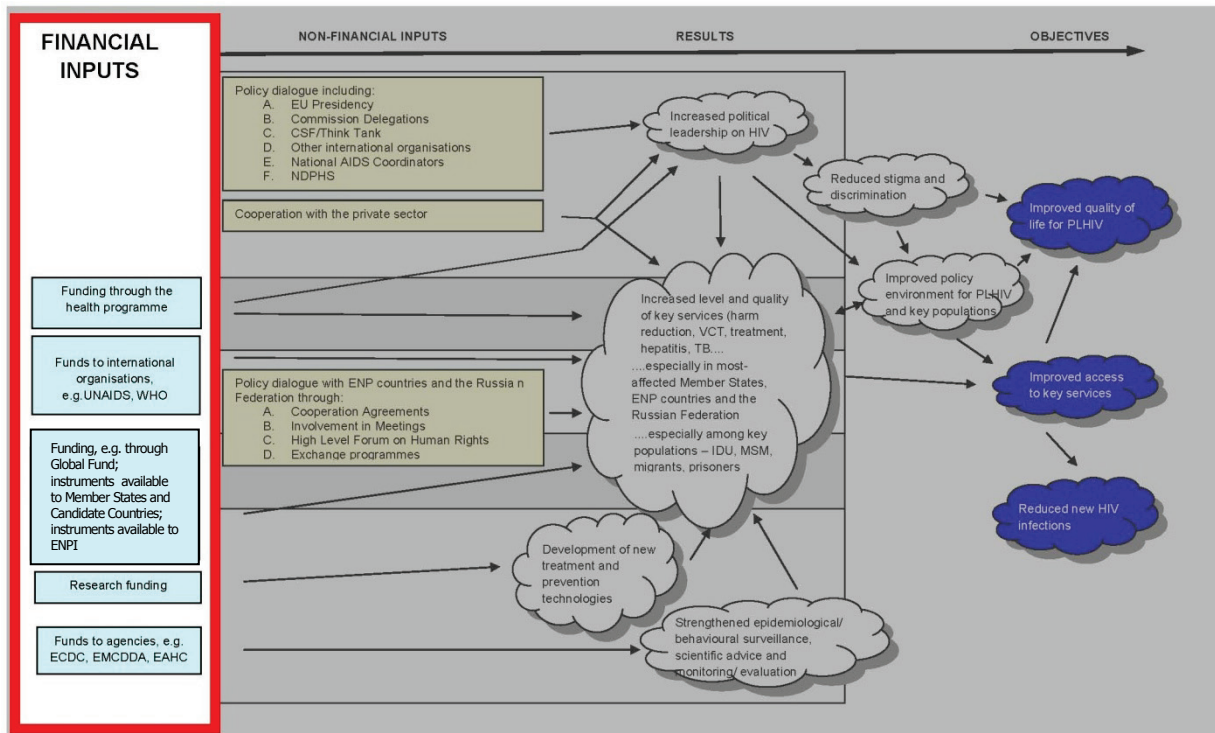 FINANCIAL
INPUTS
NON-FINANCIAL INPUTS
RESULTS
OBJECTIVES
Policy dialogue including:
A. EU Presidency
B. Commission Delegations
C. CSF/Think Tank
D. Other international organisations
E. National AIDS Coordinators
F. NDPHS
Cooperation with the private sector
Increased political
leadership on HIV
Reduced stigma and
discrimination
Improved quality of
life for PLHIV
Funding through the
health programme
Funds to international
organisations,
e.g.UNAIDS, WHO
Funding, e.g. through
Global Fund;
instruments available
to Member States and
Candidate Countries;
instruments available to
ENPI
Research funding
Funds to agencies, e.g.
ECDC, EMCDDA, EAHC
Policy dialogue with ENP countries and the Russia n
Federation through:
A. Cooperation Agreements
B. Involvement in Meetings
C. High Level Forum on Human Rights
D. Exchange programmes
Increased level and quality
of key services (harm
reduction, VCT, treatment,
hepatitis, TB....
....especially in most-
affected Member States,
ENP countries and the
Russian Federation
....especially among key
populations – IDU, MSM,
migrants, prisoners
Improved policy
environment for PLHIV
and key populations
Improved access
to key services
Reduced new HIV
infections
Development of new
treatment and
prevention
technologies
Strengthened epidemiological/
behavioural surveillance,
scientific advice and
monitoring/ evaluation